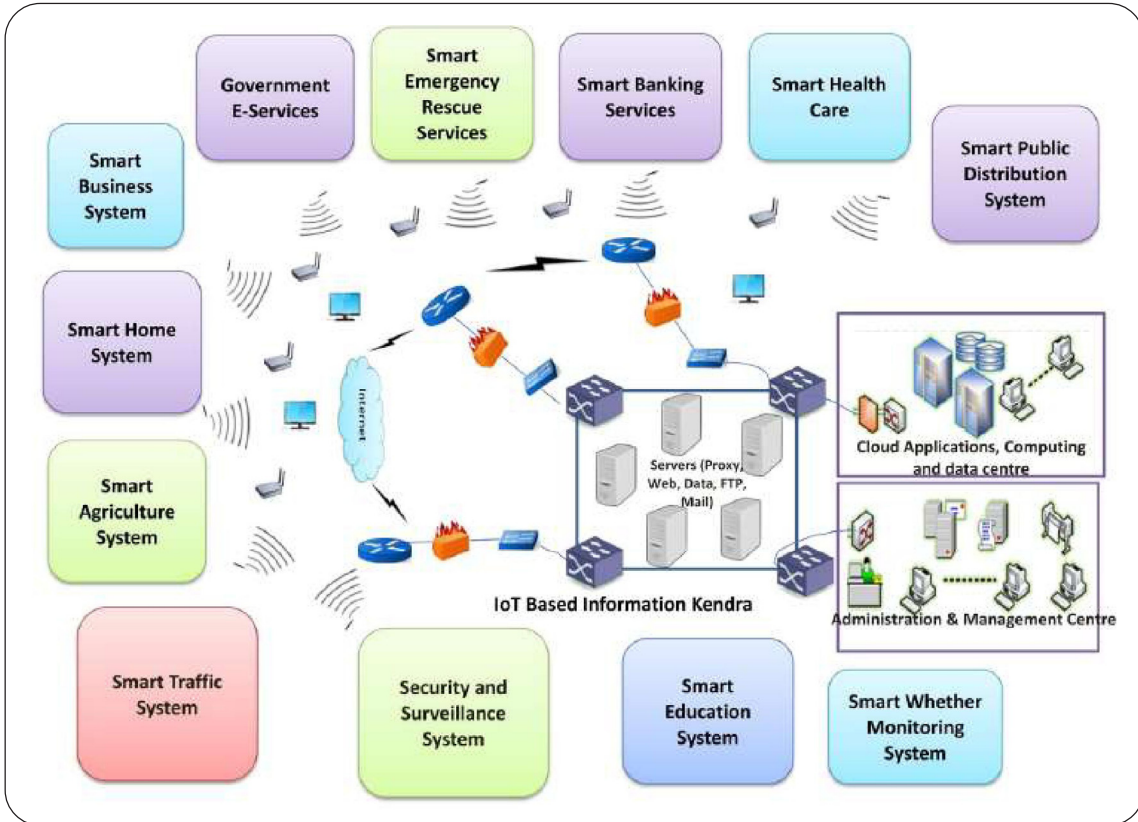 Government
E-Services
Smart
Emergency
Rescue
Services
Smart Banking
Services
Smart Health
Care
Smart Public
Distribution
System
Smart
Business
System
Smart Home
System
Smart
Agriculture
System
Internet
Servers (Proxy,
Web, Data, FTP,
Mail)
Cloud Applications, Computing
and data centre
IoT Based Information Kendra
Administration & Management Centre
Smart Traffic
System
Security and
Surveillance
System
Smart
Education
System
Smart Whether
Monitoring
System